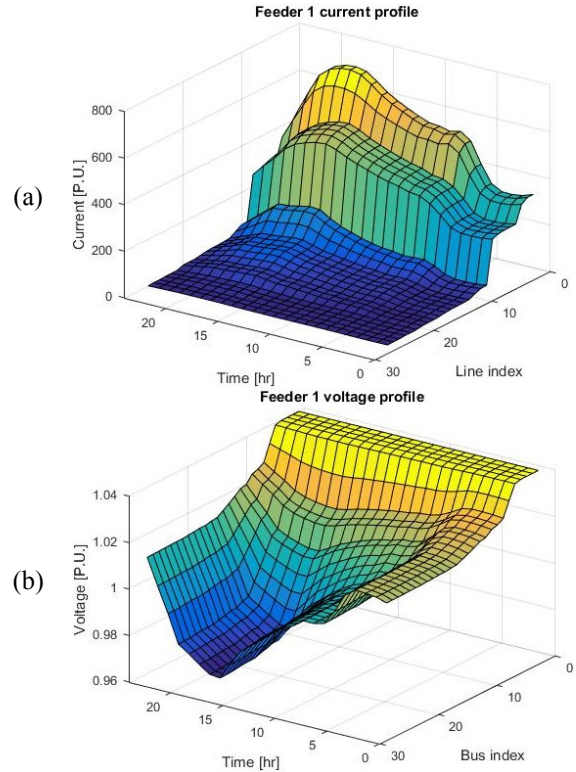 Feeder 1 current profile
(a)
Current [P.U.]
800
600
400
200
0
20
15
10
5
0
Time [hr]
30
20
10
0
Line index
Feeder 1 voltage profile
(b)
Voltage [P.U.]
1.04
1.02
1
0.98
0.96
20
15
10
5
0
Time [hr]
30
20
10
0
Bus index